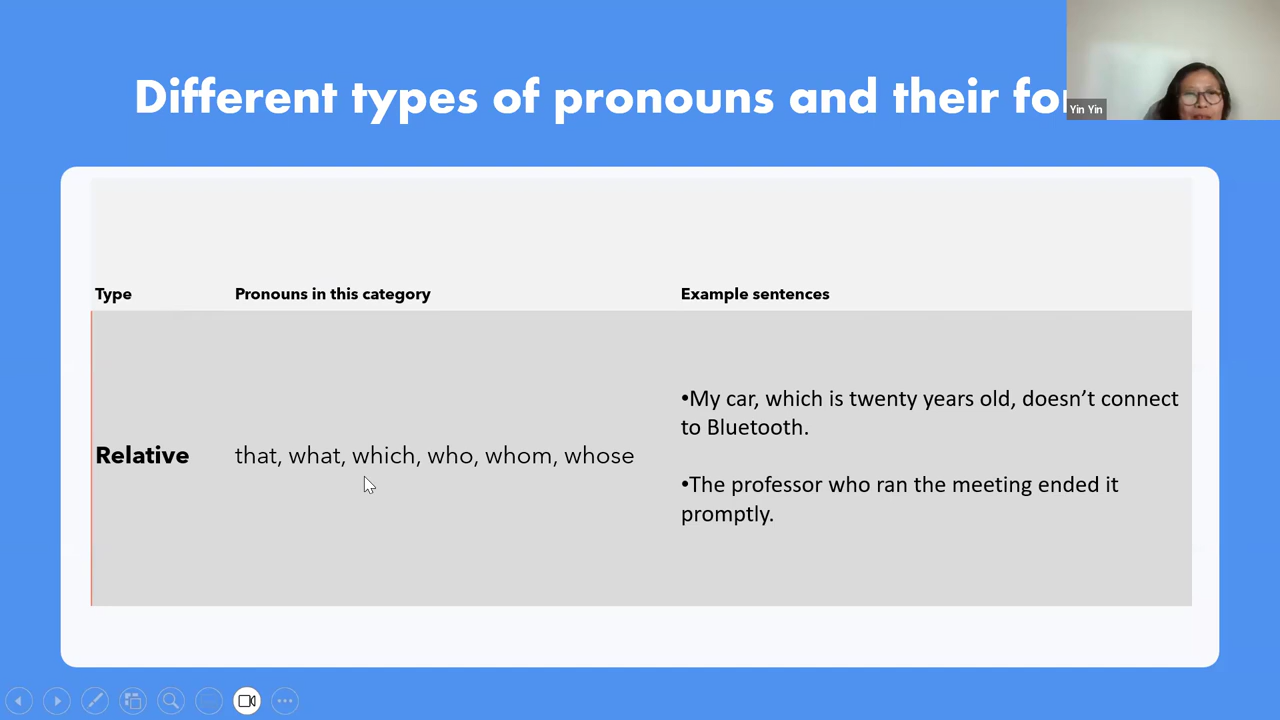 Different types of pronouns and their
Yin Yin
Type Pronouns in this category Example sentences
Relative that, what, which, who, whom, whose
•My car, which is twenty years old, doesn’t connect
to Bluetooth.
•The professor who ran the meeting ended it
promptly.